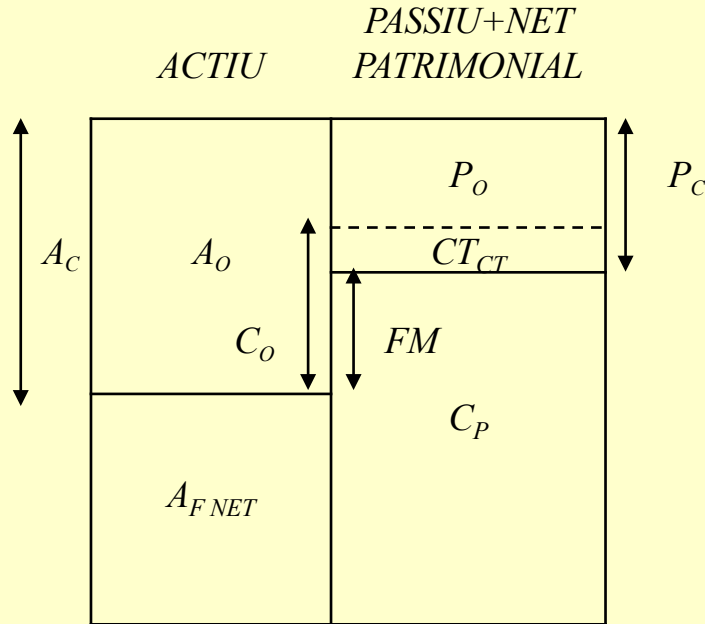 ACTIU
PASSIU+NET
PATRIMONIAL
P_O
P_C
A_C
A_O
CT_CT
C_O
FM
C_P
A_F NET